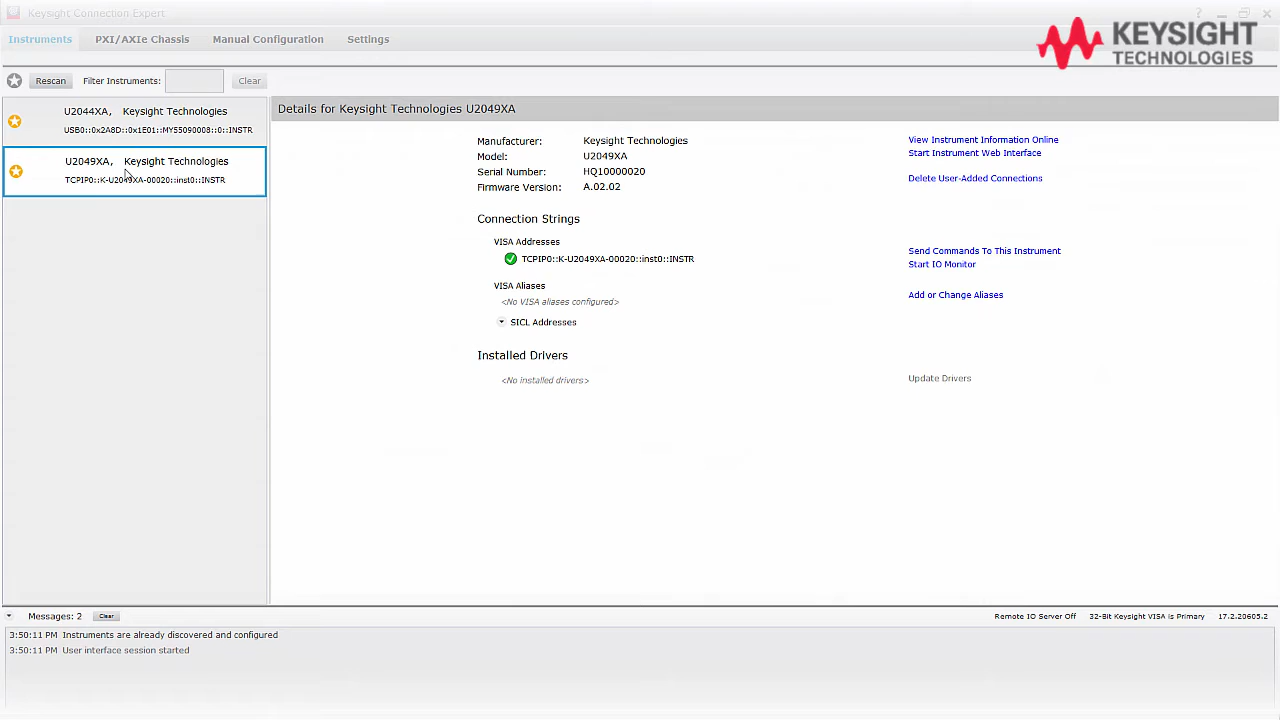 Keysight Connection Expert
?
Instruments PXI/AXIe Chassis Manual Configuration Settings
KEYSIGHT
TECHNOLOGIES
Rescan Filter Instruments: Clear
U2044XA, Keysight Technologies
USB0::0x2A8D::0x1E01::MY55090008::0::INSTR
U2049XA, Keysight Technologies
TCPIP0::K-U2049XA-00020::inst0::INSTR
Details for Keysight Technologies U2049XA
Manufacturer: Keysight Technologies
Model: U2049XA
Serial Number: HQ10000020
Firmware Version: A.02.02
View Instrument Information Online
Start Instrument Web Interface
Delete User-Added Connections
Connection Strings
VISA Addresses
TCPIP0::K-U2049XA-00020::inst0::INSTR
Send Commands To This Instrument
Start IO Monitor
VISA Aliases
<No VISA aliases configured>
Add or Change Aliases
SICL Addresses
Installed Drivers
<No installed drivers>
Update Drivers
Messages: 2 Clear
Remote IO Server Off 32-Bit Keysight VISA is Primary 17.2.20605.2
3:50:11 PM Instruments are already discovered and configured
3:50:11 PM User interface session started